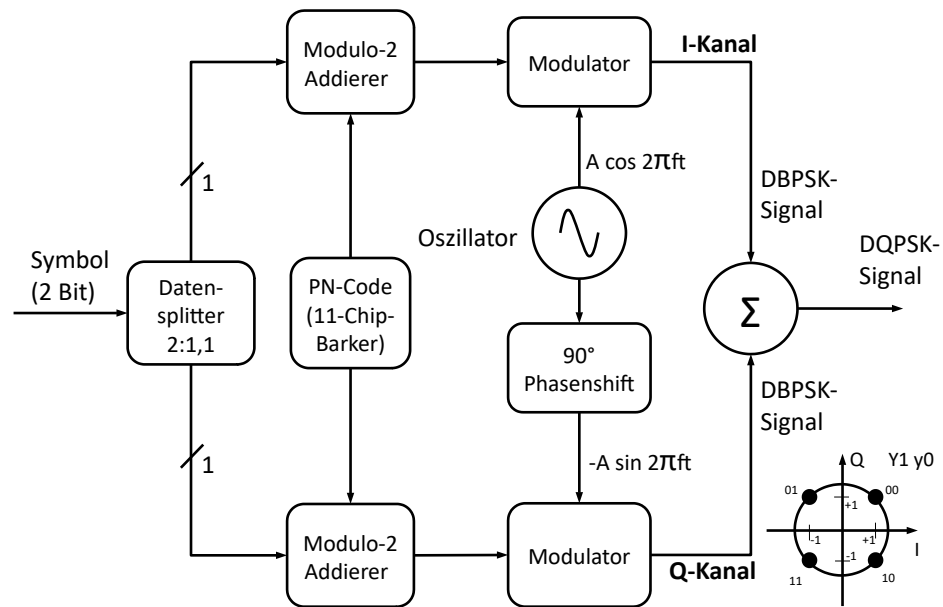 Modulo-2
Addierer
Modulator
I-Kanal
A cos 2πft
1
DBPSK-
Signal
Oszillator
DQPSK-
Signal
Symbol
(2 Bit)
Daten-
splitter
2:1,1
PN-Code
(11-Chip-
Barker)
Σ
90°
Phasenshift
DBPSK-
Signal
1
-A sin 2πft
Modulo-2
Addierer
Modulator
Q-Kanal
Q
Y1 y0
01
00
+1
-1
+1
I
-1
11
10